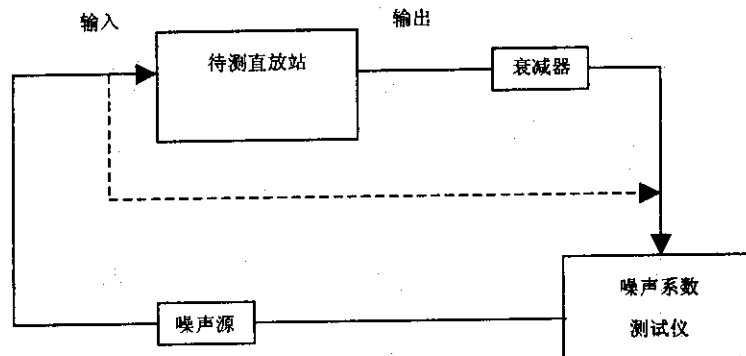 输入
输出
待测直放站
衰减器
噪声系数
测试仪
噪声源